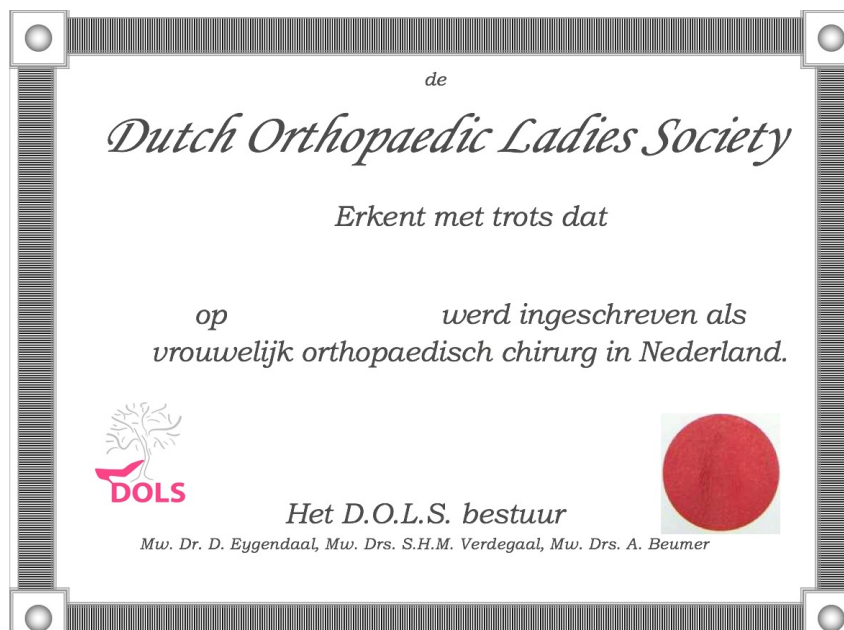 de
Dutch Orthopaedic Ladies Society
Erkent met trots dat
op werd ingeschreven als
vrouwelijk orthopaedisch chirurg in Nederland.
DOLS
Het D.O.L.S. bestuur
Mw. Dr. D. Eygendaal, Mw. Drs. S.H.M. Verdegaal, Mw. Drs. A. Beumer